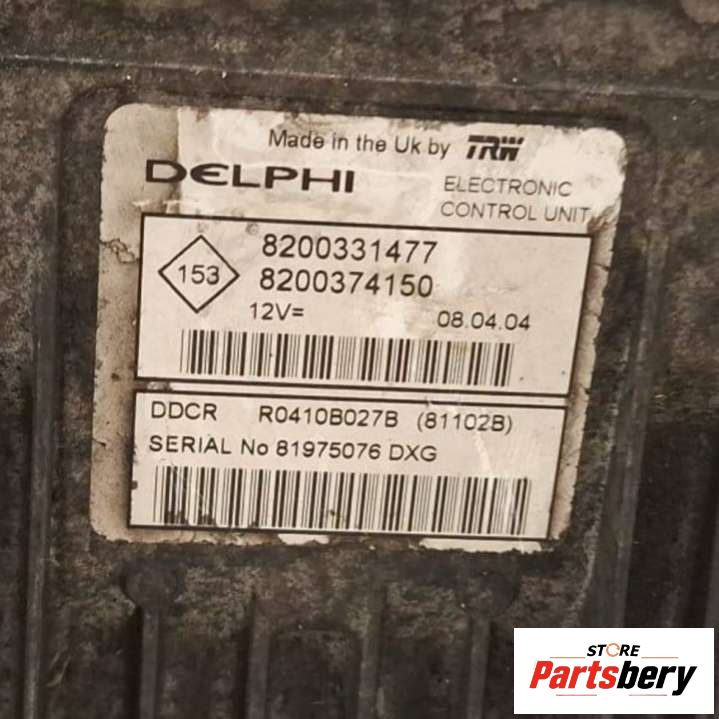 Made in the Uk by TRW
DELPHI
ELECTRONIC
CONTROL UNIT
153
8200331477
8200374150
12V=
08.04.04
DDCR R0410B027B (81102B)
SERIAL No 81975076 DXG
STORE
Partsbery